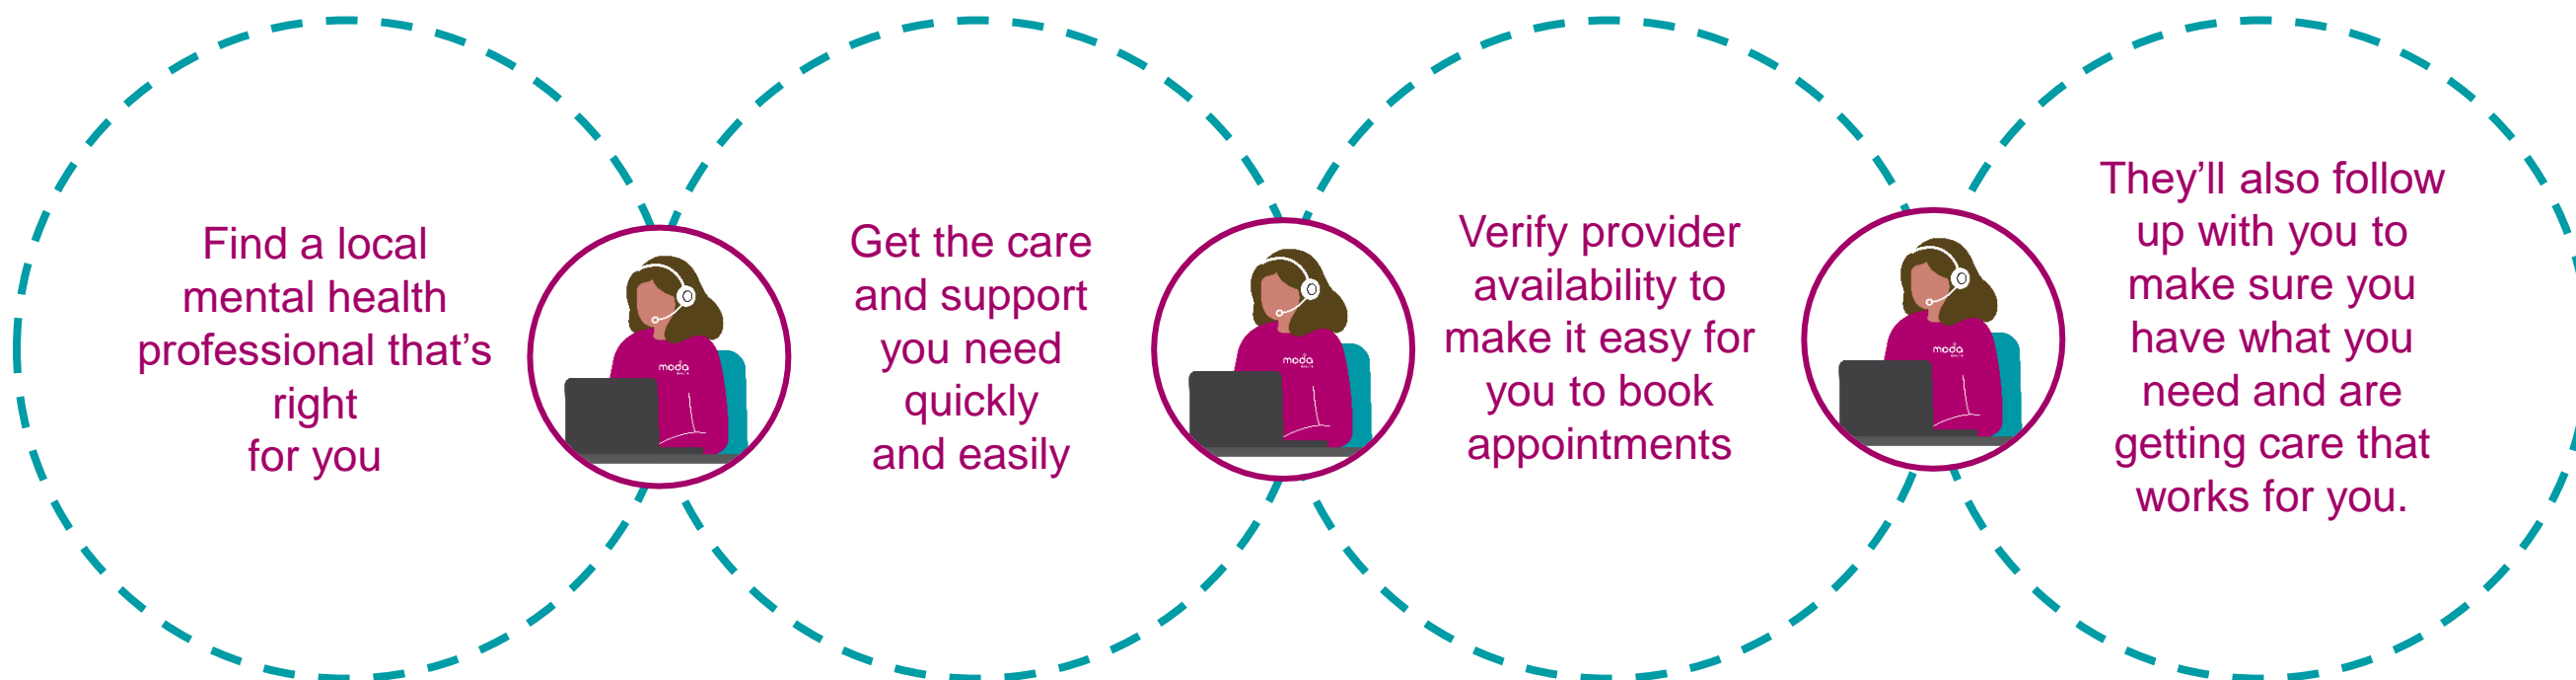 Find a local
mental health
professional that's
right
for you
moda
HEALTH
Get the care
and support
you need
quickly
and easily
moda
HEALTH
Verify provider
availability to
make it easy for
you to book
appointments
moda
HEALTH
They’ll also follow
up with you to
make sure you
have what you
need and are
getting care that
works for you.